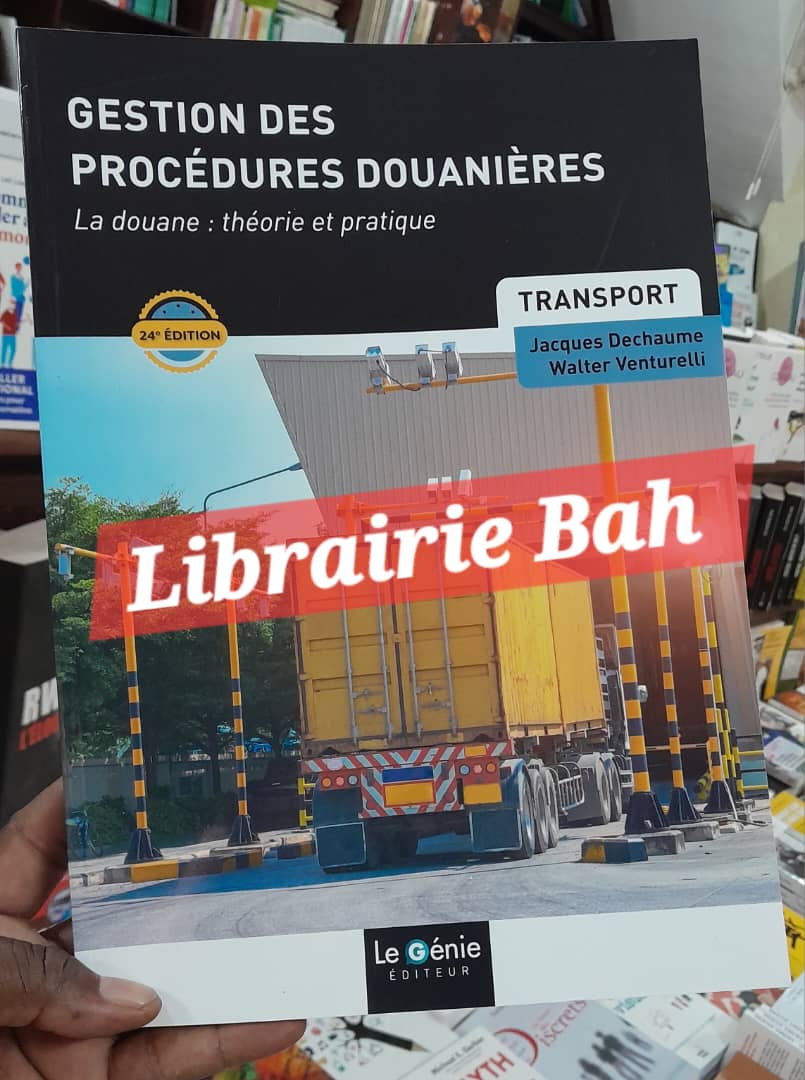 GESTION DES
PROCÉDURES DOUANIÈRES
La douane : théorie et pratique
24e ÉDITION
TRANSPORT
Jacques Dechaume
Walter Venturelli
Librairie Bah
Le Génie
ÉDITEUR